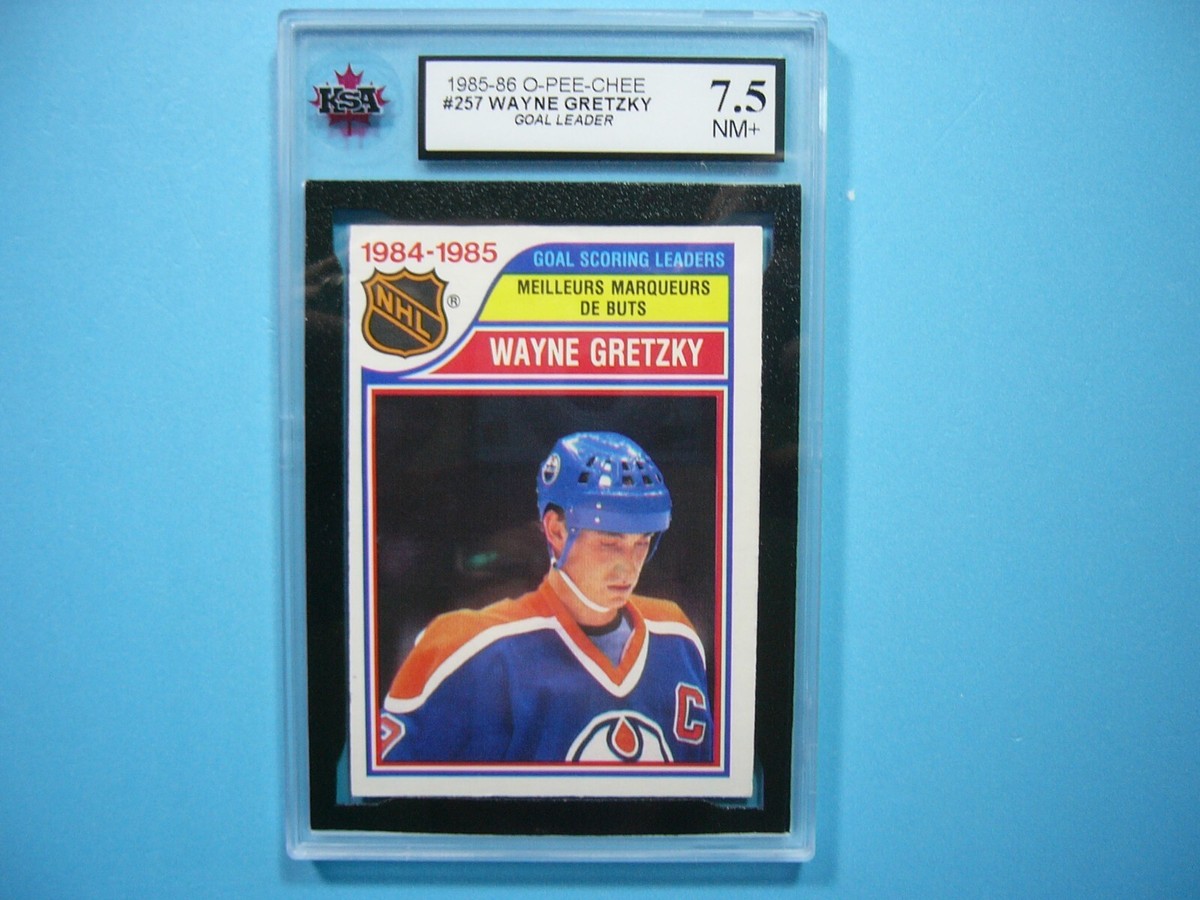 KSA
1985-86 O-PEE-CHEE
#257 WAYNE GRETZKY
GOAL LEADER
7.5
NM+
1984-1985
NHL
®
GOAL SCORING LEADERS
MEILLEURS MARQUEURS
DE BUTS
WAYNE GRETZKY
C